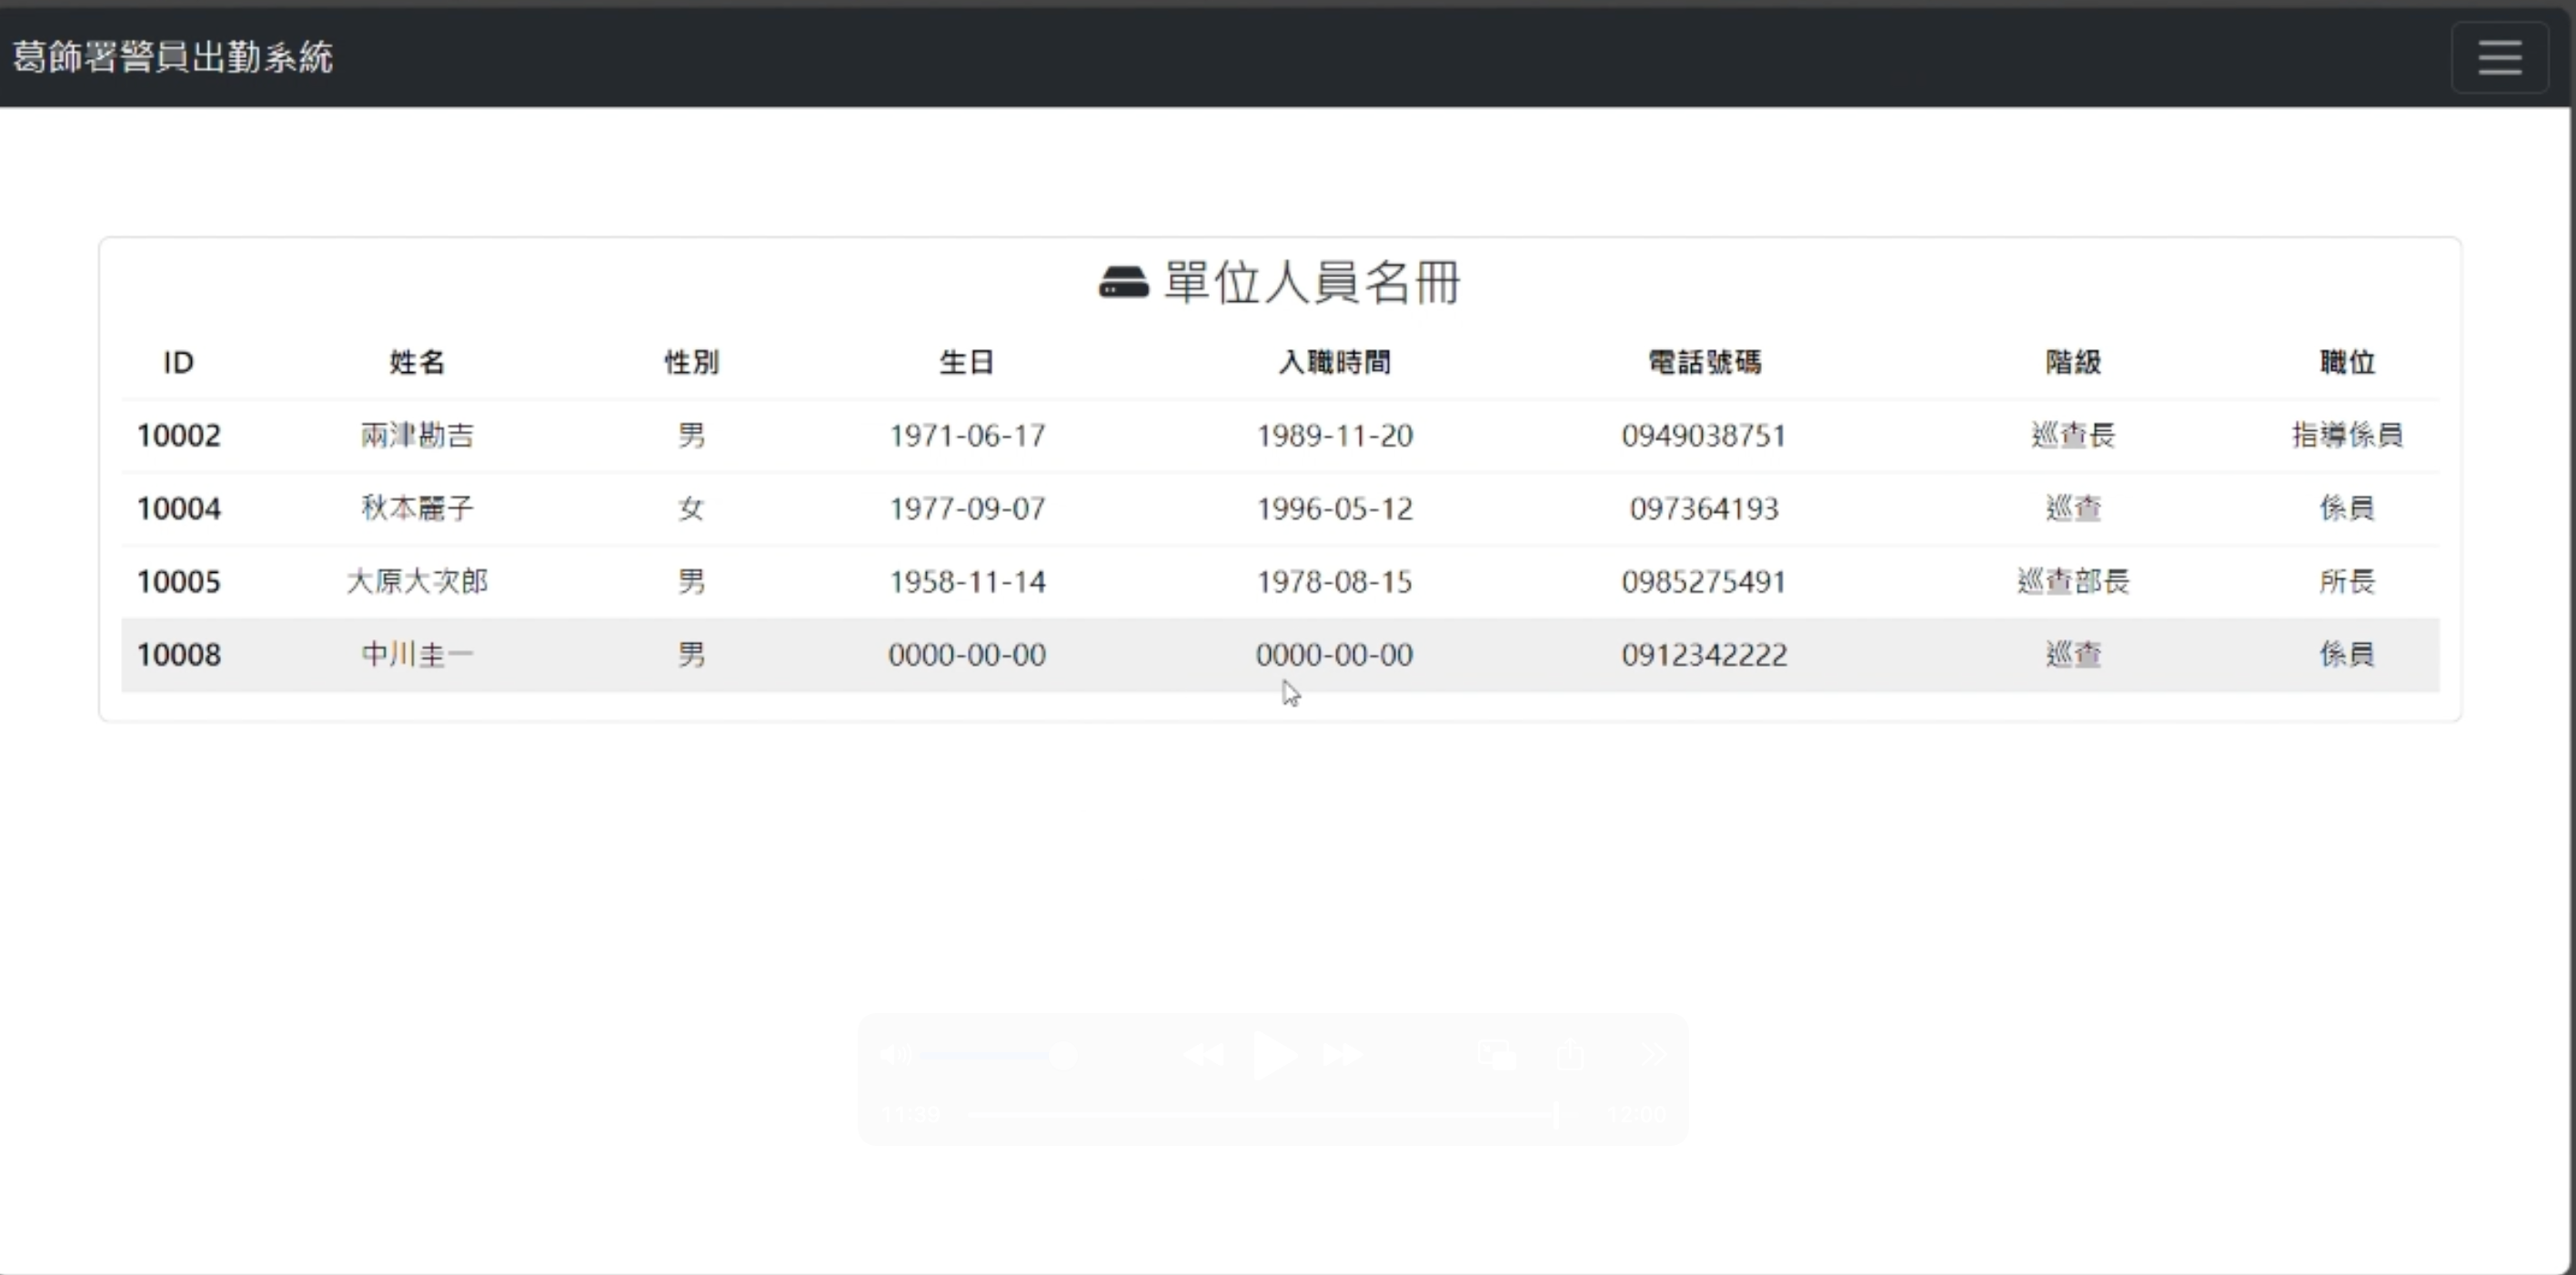 葛飾署警員出勤系統
單位人員名冊
ID 姓名 性別 生日 入職時間 電話號碼 階級 職位
10002 兩津勘吉 男 1971-06-17 1989-11-20 0949038751 巡查長 指導係員
10004 秋本麗子 女 1977-09-07 1996-05-12 097364193 巡查 係員
10005 大原大次郎 男 1958-11-14 1978-08-15 0985275491 巡查部長 所長
10008 中川圭一 男 0000-00-00 0000-00-00 0912342222 巡查 係員
11:39 12:00